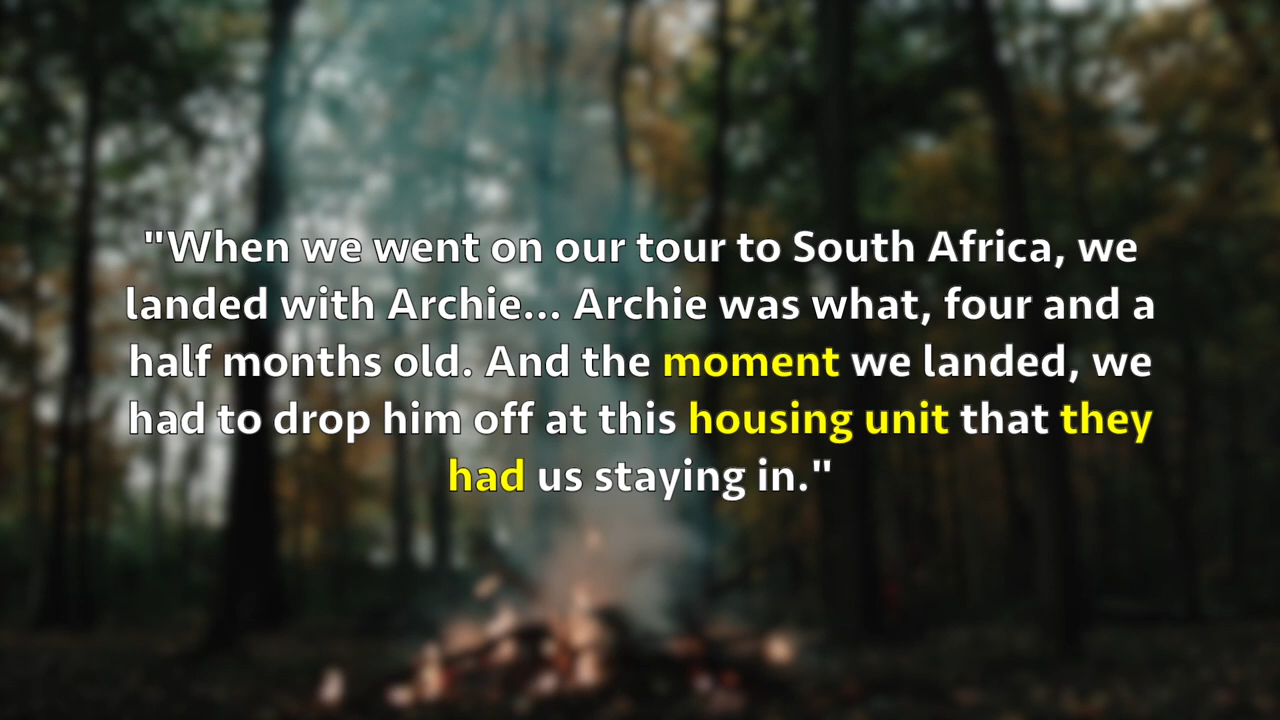 "When we went on our tour to South Africa, we
landed with Archie... Archie was what, four and a
half months old. And the moment we landed, we
had to drop him off at this housing unit that they
had us staying in."